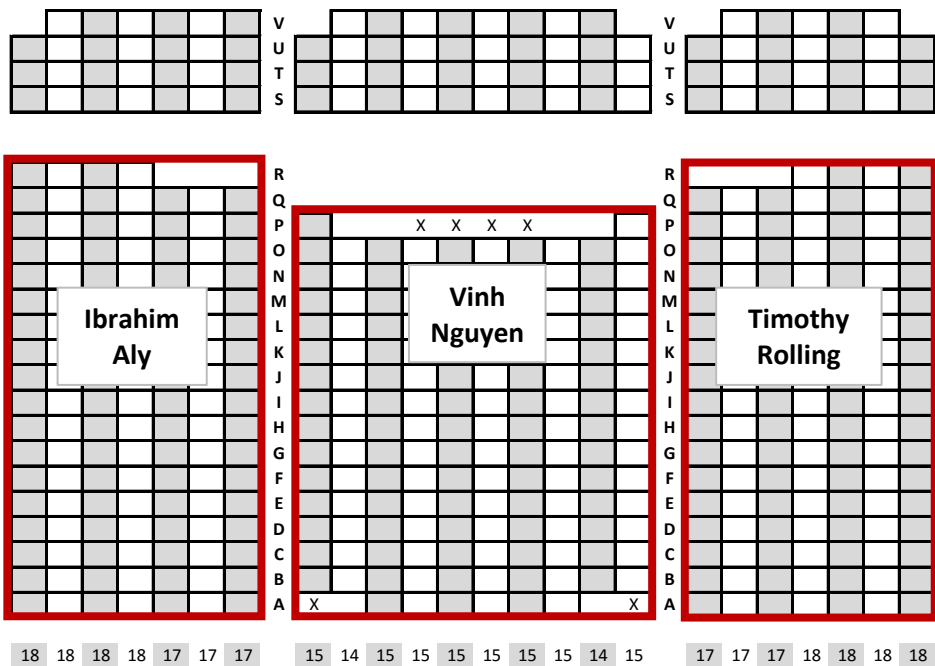 V V
U U
T T
S S
R R
Q Q
P X X X X P
O O
N N
M M
L L
K K
J J
I I
H H
G G
F F
E E
D D
C C
B B
A X X A
Ibrahim
Aly
Vinh
Nguyen
Timothy
Rolling
18 18 18 18 17 17 17 15 14 15 15 15 15 15 14 15 17 17 17 18 18 18 18